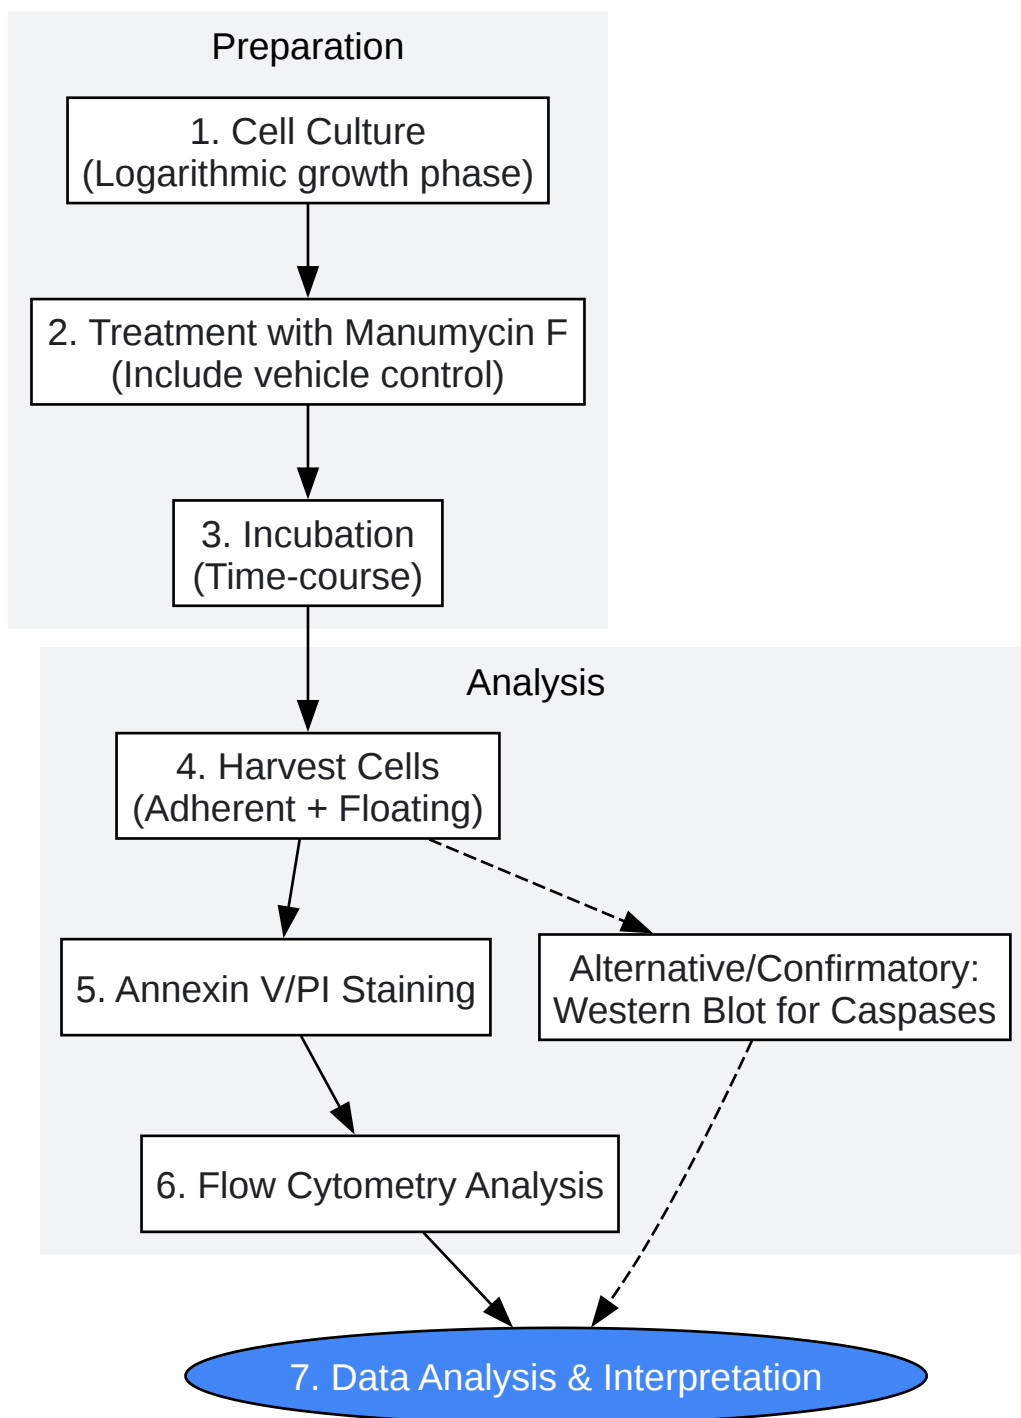 Preparation
1. Cell Culture
(Logarithmic growth phase)
2. Treatment with Manumycin F
(Include vehicle control)
3. Incubation
(Time-course)
Analysis
4. Harvest Cells
(Adherent + Floating)
5. Annexin V/PI Staining
Alternative/Confirmatory:
Western Blot for Caspases
6. Flow Cytometry Analysis
7. Data Analysis & Interpretation